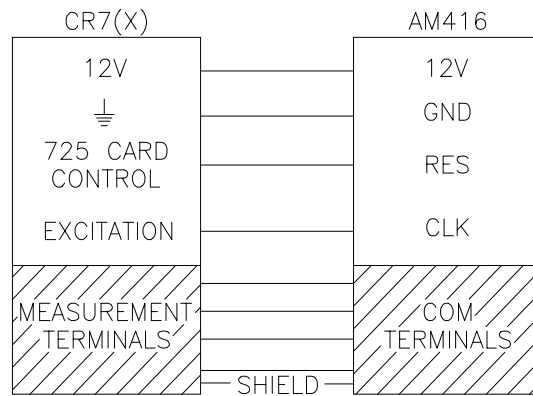 CR7(X)
AM416
12V
12V
GND
725 CARD
CONTROL
RES
EXCITATION
CLK
MEASUREMENT
TERMINALS
COM
TERMINALS
SHIELD